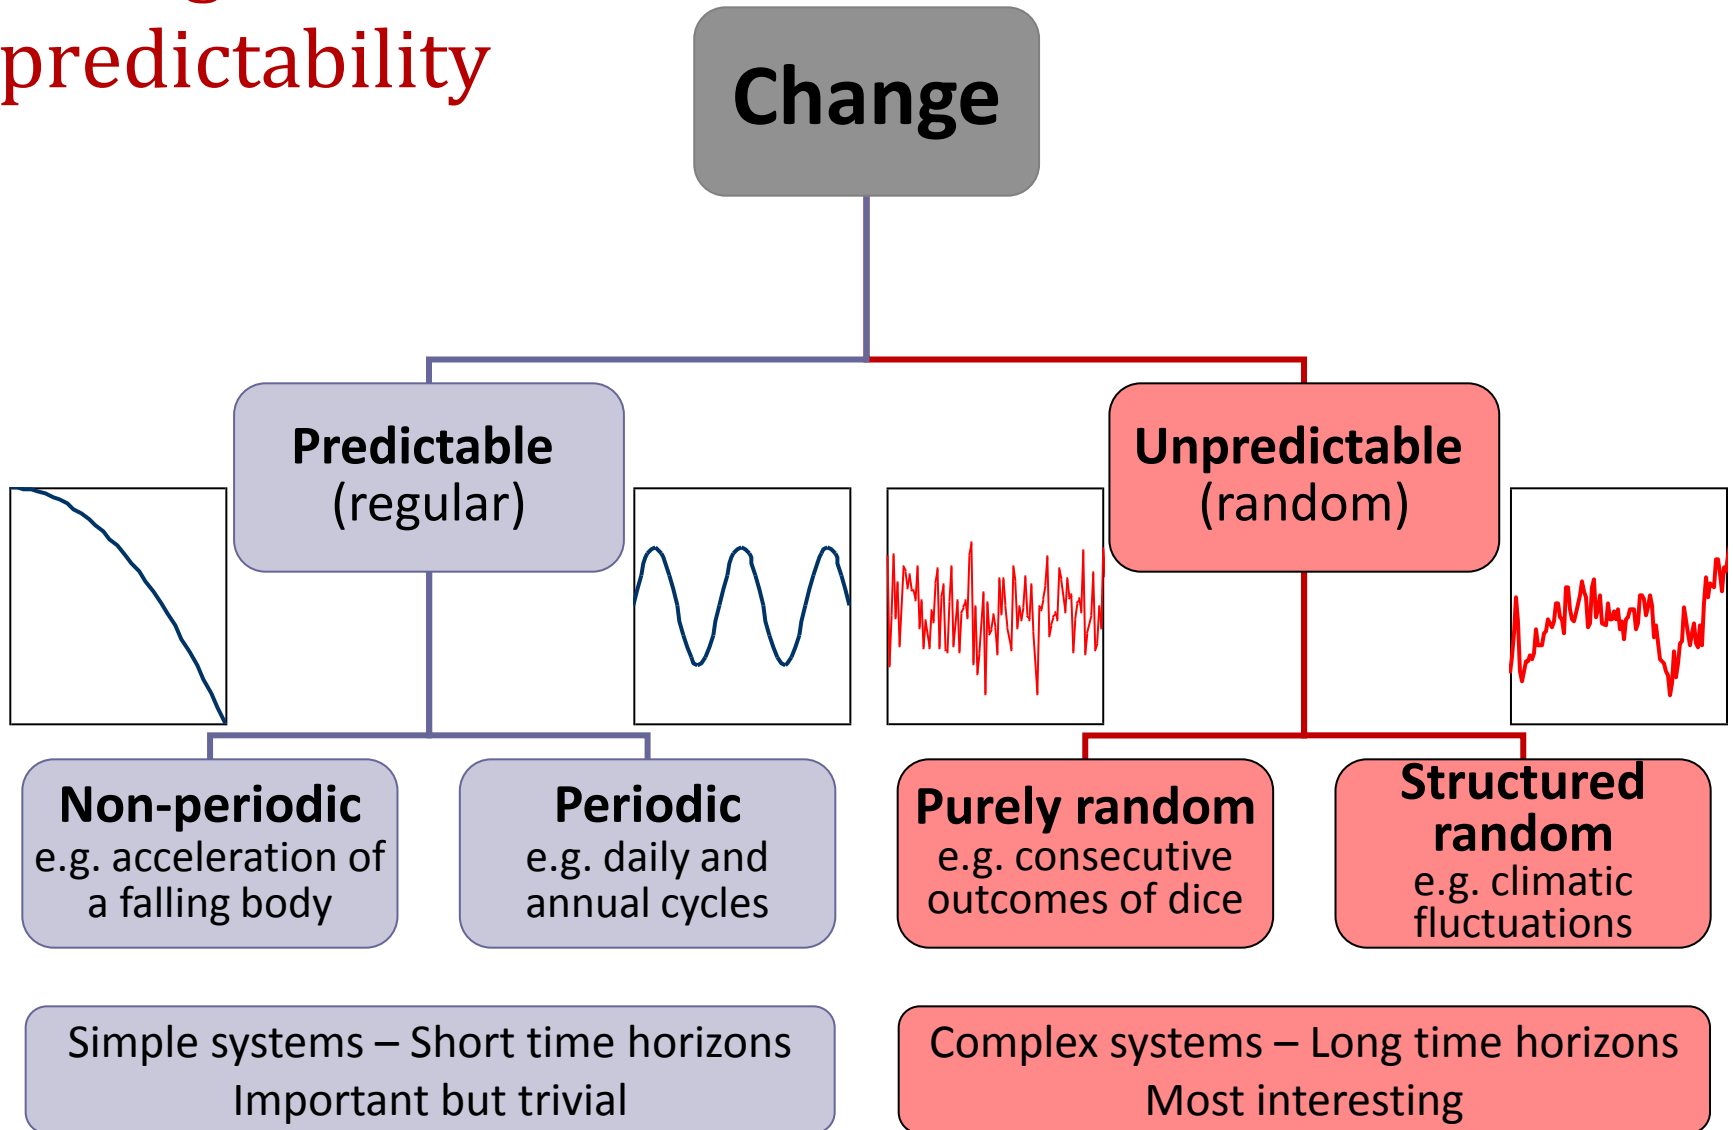 predictability
Change
Predictable
(regular)
Unpredictable
(random)
Non-periodic
e.g. acceleration of
a falling body
Periodic
e.g. daily and
annual cycles
Purely random
e.g. consecutive
outcomes of dice
Structured
random
e.g. climatic
fluctuations
Simple systems – Short time horizons
Important but trivial
Complex systems – Long time horizons
Most interesting